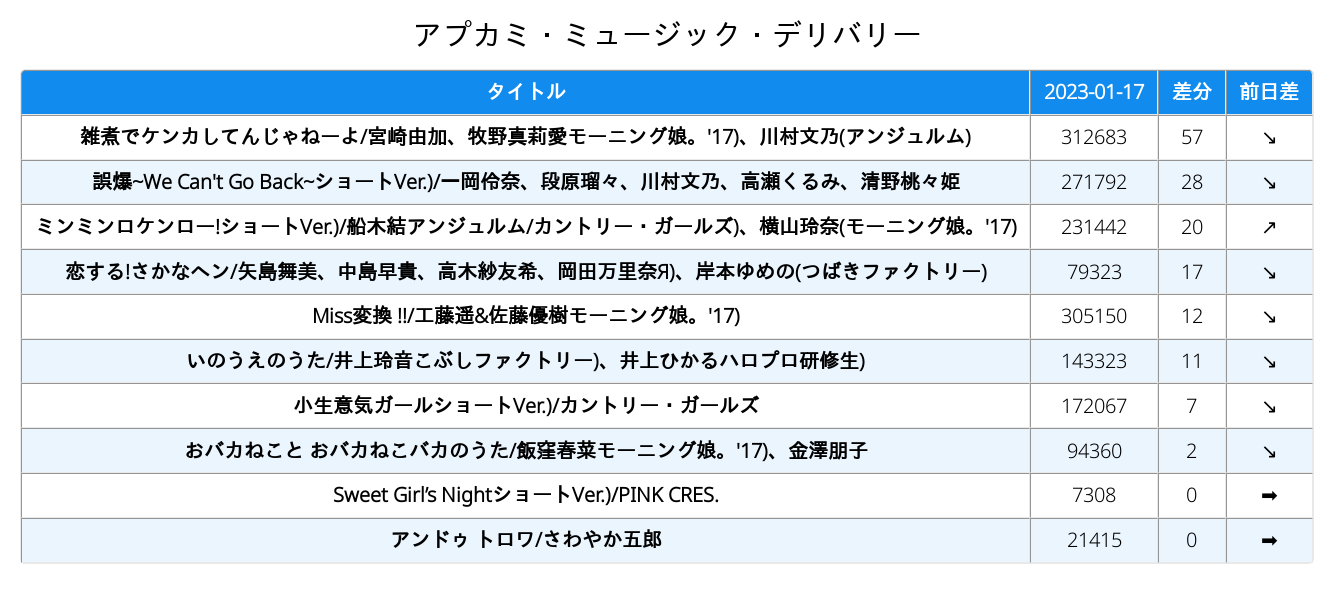 アプカミ・ミュージック・デリバリー
タイトル 2023-01-17 差分 前日差
雑煮でケンカしてんじゃねーよ/宮崎由加、牧野真莉愛モーニング娘。'17)、川村文乃(アンジュルム) 312683 57 ↘
誤爆~We Can't Go Back~ショートVer.)/一岡伶奈、段原瑠々、川村文乃、高瀬くるみ、清野桃々姫 271792 28 ↘
ミンミンロケンロー!ショートVer.)/船木結アンジュルム/カントリー・ガールズ)、横山玲奈(モーニング娘。'17) 231442 20 ↗
恋する!さかなヘン/矢島舞美、中島早貴、高木紗友希、岡田万里奈Я)、岸本ゆめの(つばきファクトリー) 79323 17 ↘
Miss変換 !!/工藤遥&佐藤優樹モーニング娘。'17) 305150 12 ↘
いのうえのうた/井上玲音こぶしファクトリー)、井上ひかるハロプロ研修生) 143323 11 ↘
小生意気ガールショートVer.)/カントリー・ガールズ 172067 7 ↘
おバカねこと おバカねこバカのうた/飯窪春菜モーニング娘。'17)、金澤朋子 94360 2 ↘
Sweet Girl’s NightショートVer.)/PINK CRES. 7308 0 ➡
アンドゥ トロワ/さわやか五郎 21415 0 ➡